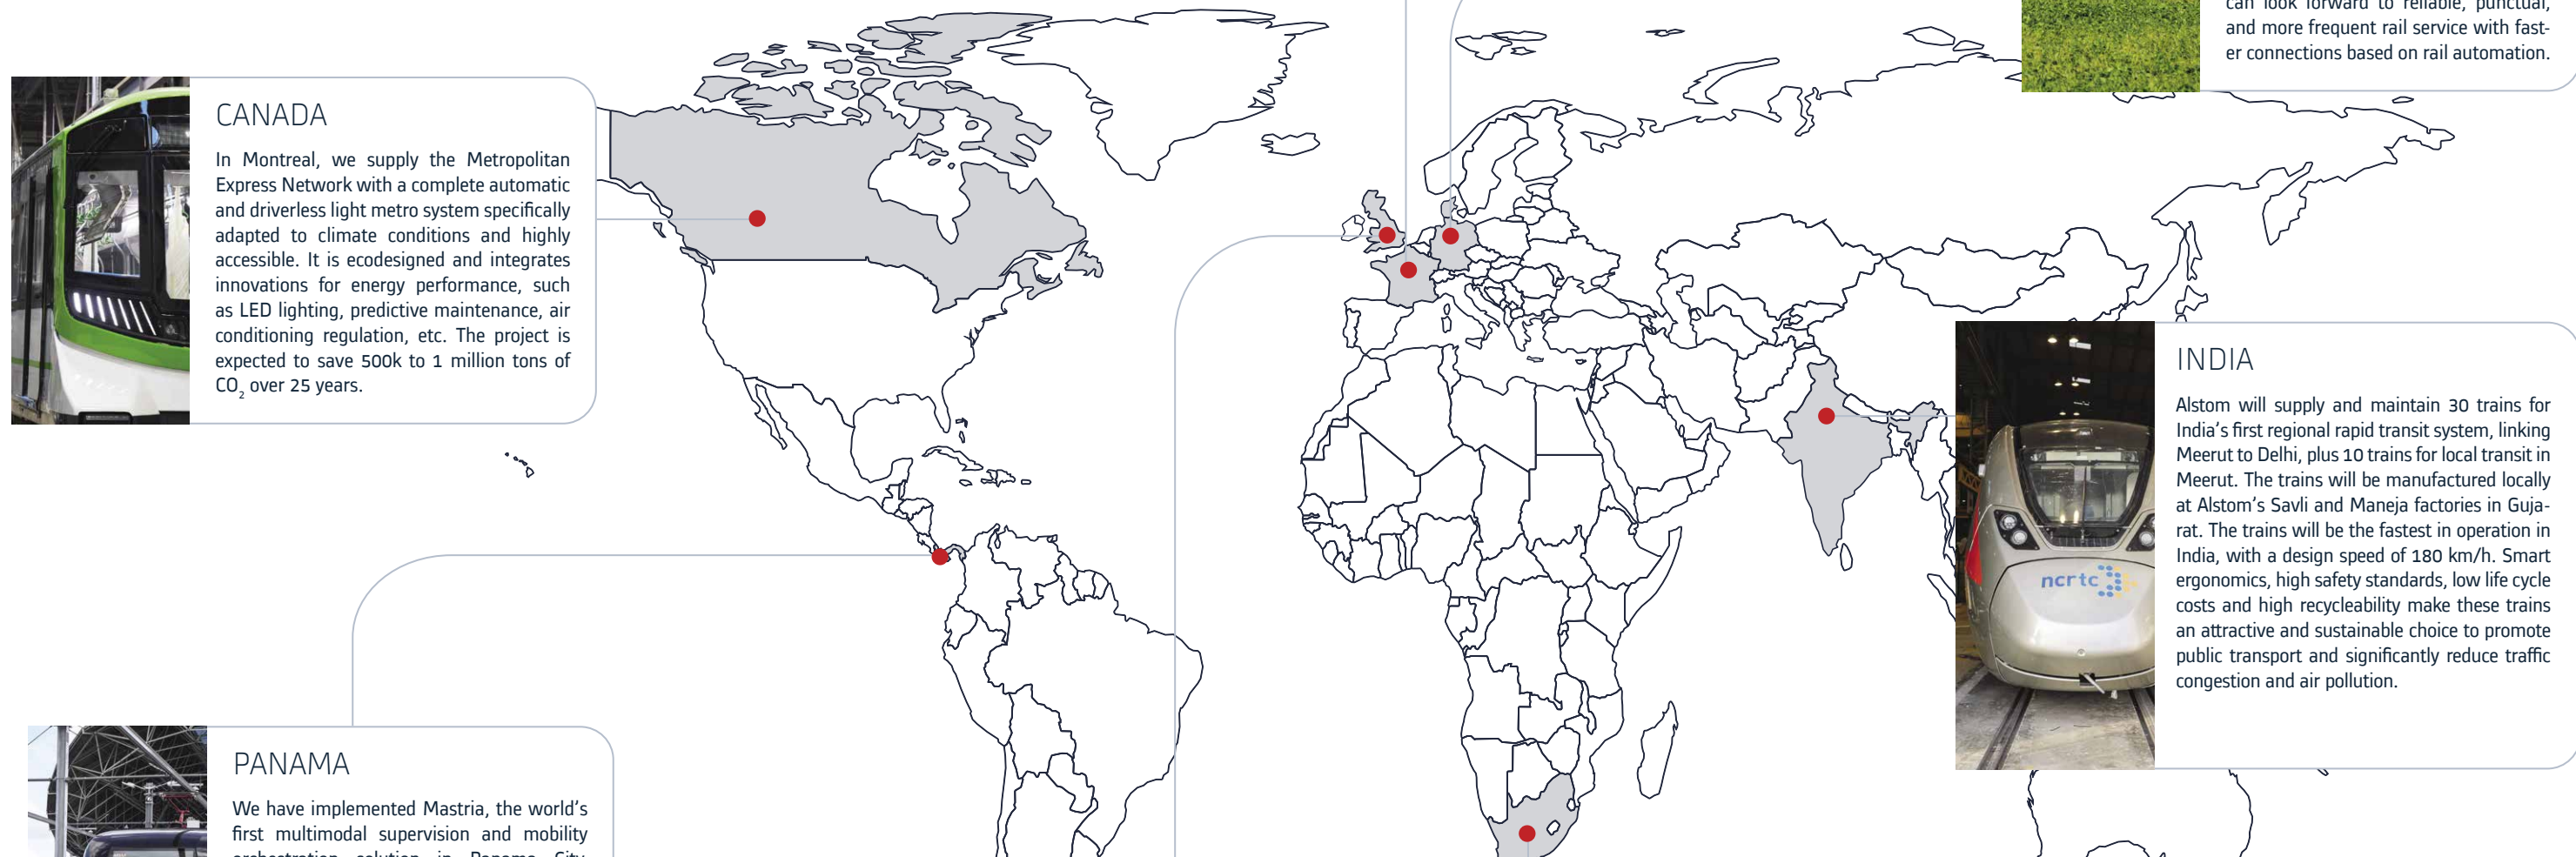 can look forward to reliable, punctual,
and more frequent rail service with fast-
er connections based on rail automation.
CANADA
In Montreal, we supply the Metropolitan
Express Network with a complete automatic
and driverless light metro system specifically
adapted to climate conditions and highly
accessible. It is ecodesigned and integrates
innovations for energy performance, such
as LED lighting, predictive maintenance, air
conditioning regulation, etc. The project is
expected to save 500k to 1 million tons of
CO₂ over 25 years.
INDIA
Alstom will supply and maintain 30 trains for
India's first regional rapid transit system, linking
Meerut to Delhi, plus 10 trains for local transit in
Meerut. The trains will be manufactured locally
at Alstom's Savli and Maneja factories in Guja-
rat. The trains will be the fastest in operation in
India, with a design speed of 180 km/h. Smart
ergonomics, high safety standards, low life cycle
costs and high recycleability make these trains
an attractive and sustainable choice to promote
public transport and significantly reduce traffic
congestion and air pollution.
ncrtc
PANAMA
We have implemented Mastria, the world's
first multimodal supervision and mobility
orchestration solution in Panama City.